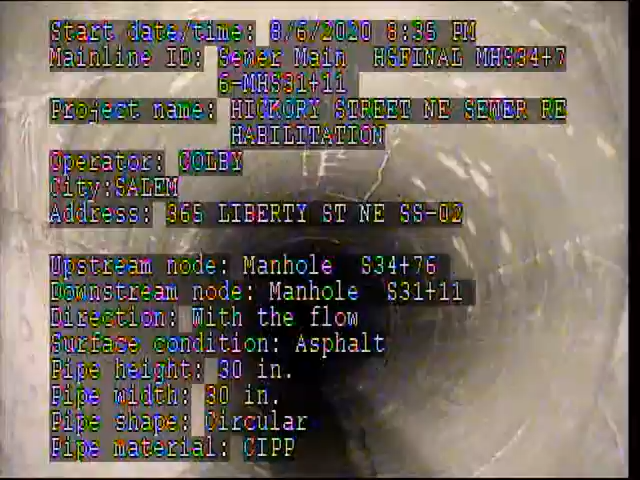 Start date/time: 8/6/2020 8:35 PM
Mainline ID: Sewer Main  HSFINAL MHS34+7
6-MHS31+11
Project name: HICKORY STREET NE SEWER RE
HABILITATION
Operator: COLBY
City:SALEM
Address: 365 LIBERTY ST NE SS-02
Upstream node: Manhole  S34+76
Downstream node: Manhole  S31+11
Direction: With the flow
Surface condition: Asphalt
Pipe height: 30 in.
Pipe width: 30 in.
Pipe shape: Circular
Pipe material: CIPP